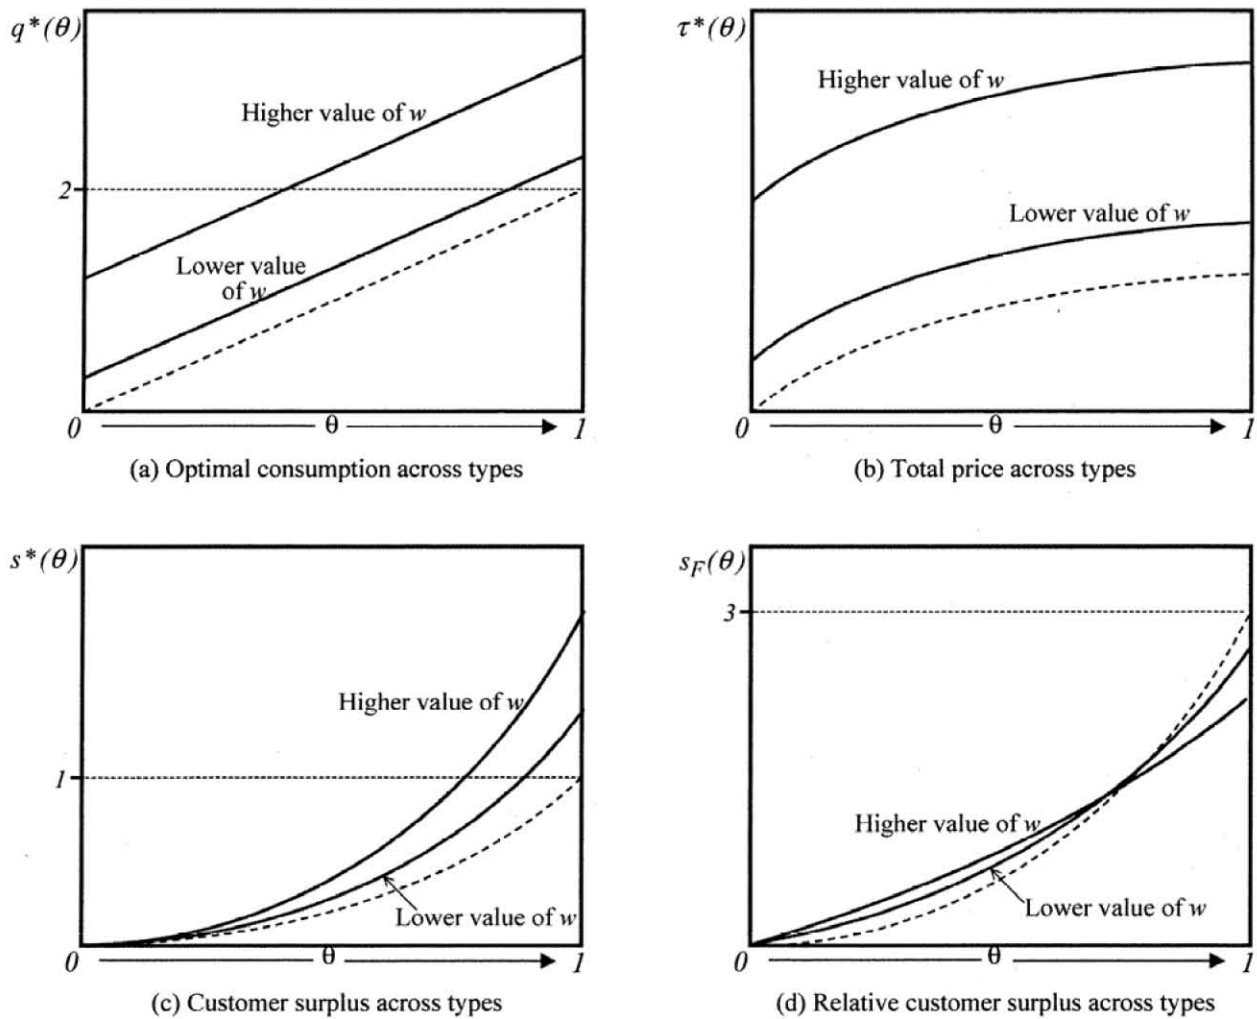 q*(θ)
Higher value of w
2
Lower value
of w
0
θ
1
(a) Optimal consumption across types
τ*(θ)
Higher value of w
Lower value of w
0
θ
1
(b) Total price across types
s*(θ)
Higher value of w
1
Lower value of w
0
θ
1
(c) Customer surplus across types
s_F(θ)
3
Higher value of w
Lower value of w
0
θ
1
(d) Relative customer surplus across types